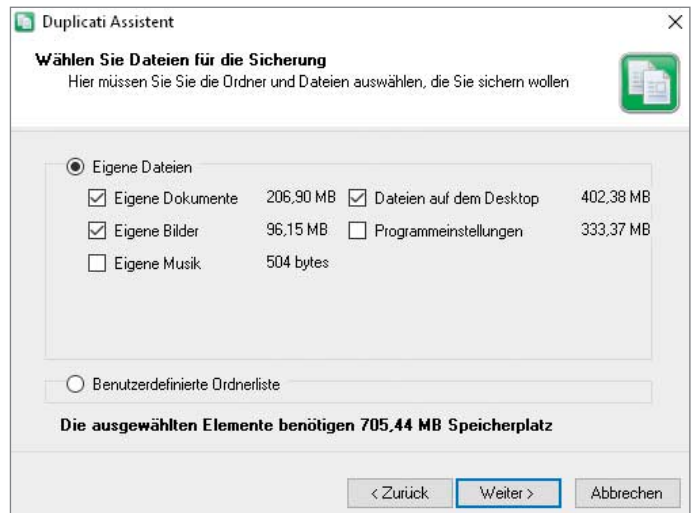 Duplicati Assistent
Wählen Sie Dateien für die Sicherung
Hier müssen Sie Sie die Ordner und Dateien auswählen, die Sie sichern wollen
Eigene Dateien
Eigene Dokumente 206,90 MB Dateien auf dem Desktop 402,38 MB
Eigene Bilder 96,15 MB Programmeinstellungen 333,37 MB
Eigene Musik 504 bytes
Benutzerdefinierte Ordnerliste
Die ausgewählten Elemente benötigen 705,44 MB Speicherplatz
< Zurück Weiter > Abbrechen